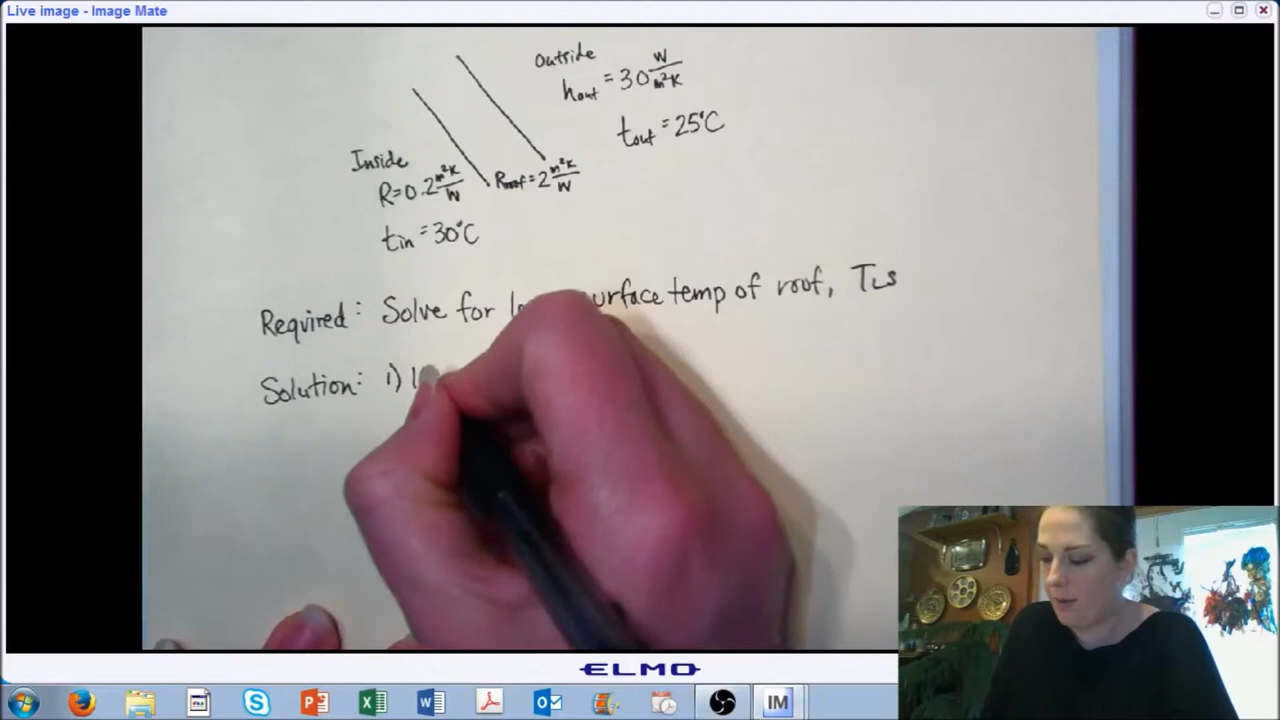 Live image - Image Mate
Outside
hout = 30 W/m²K
tout = 25°C
Inside
R = 0.2 m²K/W
Rroof = 2 m²K/W
tin = 30°C
Required: Solve for urface temp of roof, TLS
Solution: 1)
ELMO
IM